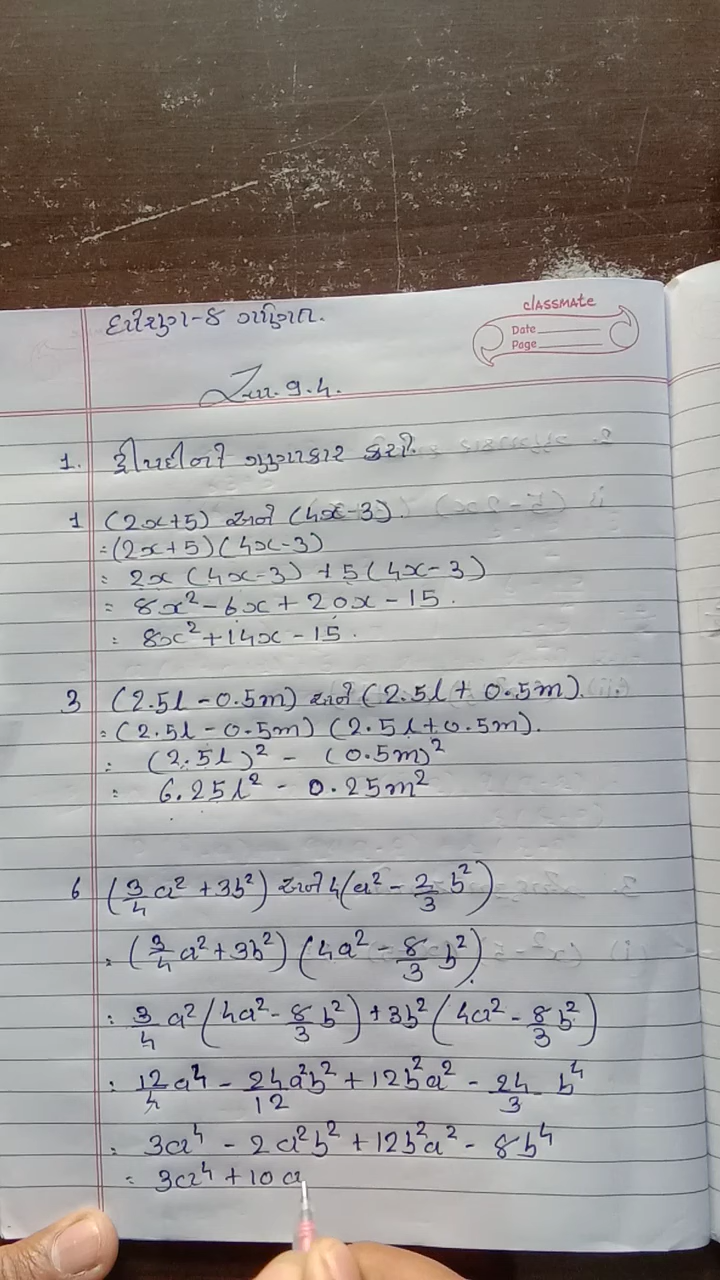 ધોરણ-8 ગણિત.
classmate
Date
Page
સ્વા. 9.4.
1. દ્વીપદીનો ગુણાકાર કરો.
1 (2x+5) અને (4x-3).
= (2x+5) (4x-3)
= 2x (4x-3) + 5 (4x-3)
= 8x² - 6x + 20x - 15.
= 8x² + 14x - 15.
3 (2.5l - 0.5m) અને (2.5l + 0.5m).
= (2.5l - 0.5m) (2.5l + 0.5m).
= (2.5l)² - (0.5m)²
= 6.25l² - 0.25m²
6 (3/4 a² + 3b²) અને 4(a² - 2/3 b²)
= (3/4 a² + 3b²) (4a² - 8/3 b²)
= 3/4 a² (4a² - 8/3 b²) + 3b² (4a² - 8/3 b²)
= 12/4 a⁴ - 24a²b²/12 + 12b²a² - 24/3 b⁴
= 3a⁴ - 2a²b² + 12b²a² - 8b⁴
= 3a⁴ + 10a